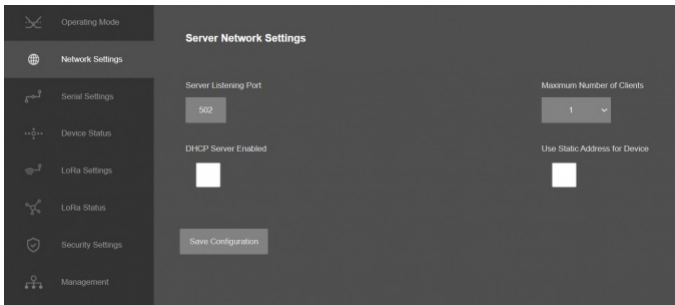 Operating Mode
Server Network Settings
Network Settings
Server Listening Port
Maximum Number of Clients
Serial Settings
502
1
Device Status
DHCP Server Enabled
Use Static Address for Device
LoRa Settings
LoRa Status
Security Settings
Save Configuration
Management